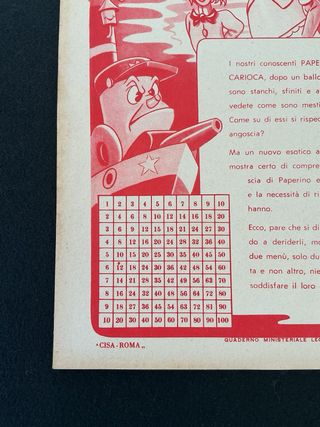 I nostri conoscenti PAPE
CARIOCA, dopo un ballo
sono stanchi, sfiniti e a
vedete come sono mesti
Come su di essi si rispec
angoscia?
Ma un nuovo esotico a
mostra certo di compre
scia di Paperino e
e la necessità di ri
hanno.
Ecco, pare che si di
do a deriderli, mo
due menù, solo du
ta e non altro, nie
soddisfare il loro
1 2 3 4 5 6 7 8 9 10
2 4 6 8 10 12 14 16 18 20
3 6 9 12 15 18 21 24 27 30
4 8 12 16 20 24 28 32 36 40
5 10 15 20 25 30 35 40 45 50
6 12 18 24 30 36 42 48 54 60
7 14 21 28 35 42 49 56 63 70
8 16 24 32 40 48 56 64 72 80
9 18 27 36 45 54 63 72 81 90
10 20 30 40 50 60 70 80 90 100
"CISA-ROMA„
QUADERNO MINISTERIALE LEG